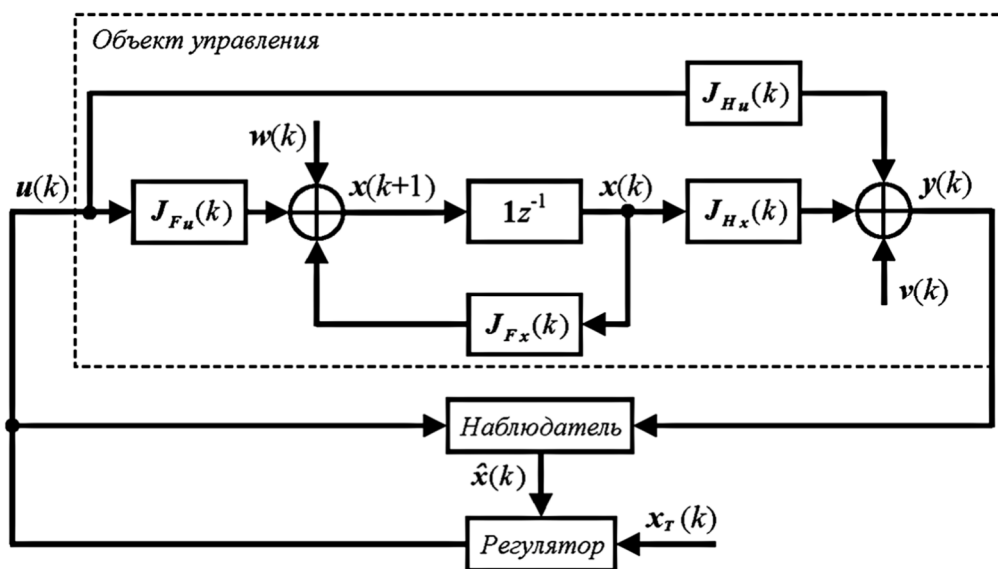 Объект управления
J_Hu(k)
w(k)
u(k)
x(k+1)
x(k)
y(k)
J_Fu(k)
1z⁻¹
J_Hx(k)
v(k)
J_Fx(k)
Наблюдатель
x̂(k)
x_T(k)
Регулятор